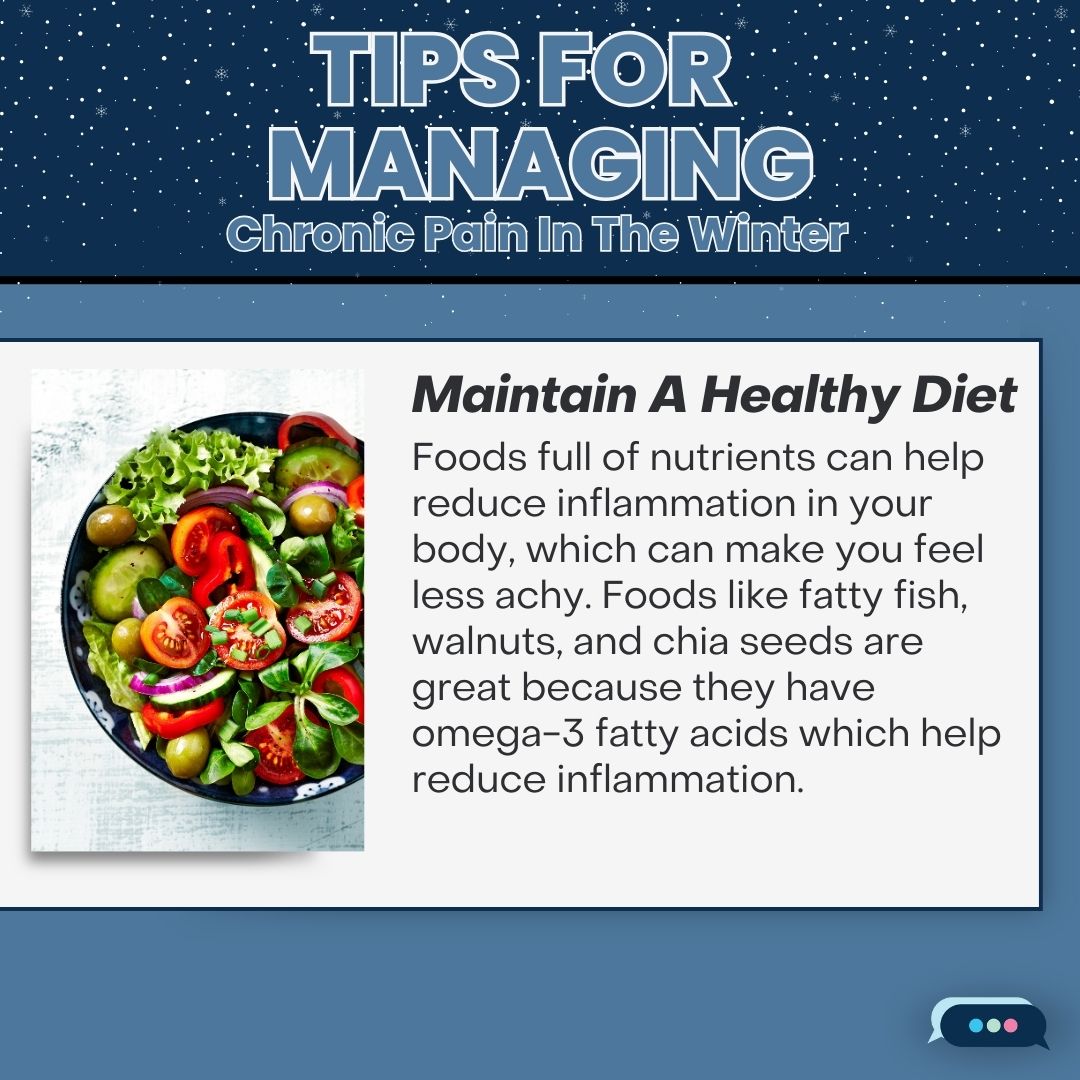 TIPS FOR
MANAGING
Chronic Pain In The Winter
Maintain A Healthy Diet
Foods full of nutrients can help
reduce inflammation in your
body, which can make you feel
less achy. Foods like fatty fish,
walnuts, and chia seeds are
great because they have
omega-3 fatty acids which help
reduce inflammation.